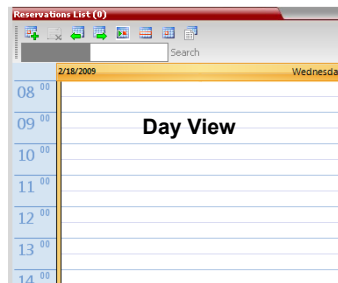 Reservations List (0)
Search
2/18/2009 Wednesda
08 00
09 00
Day View
10 00
11 00
12 00
13 00
14 00